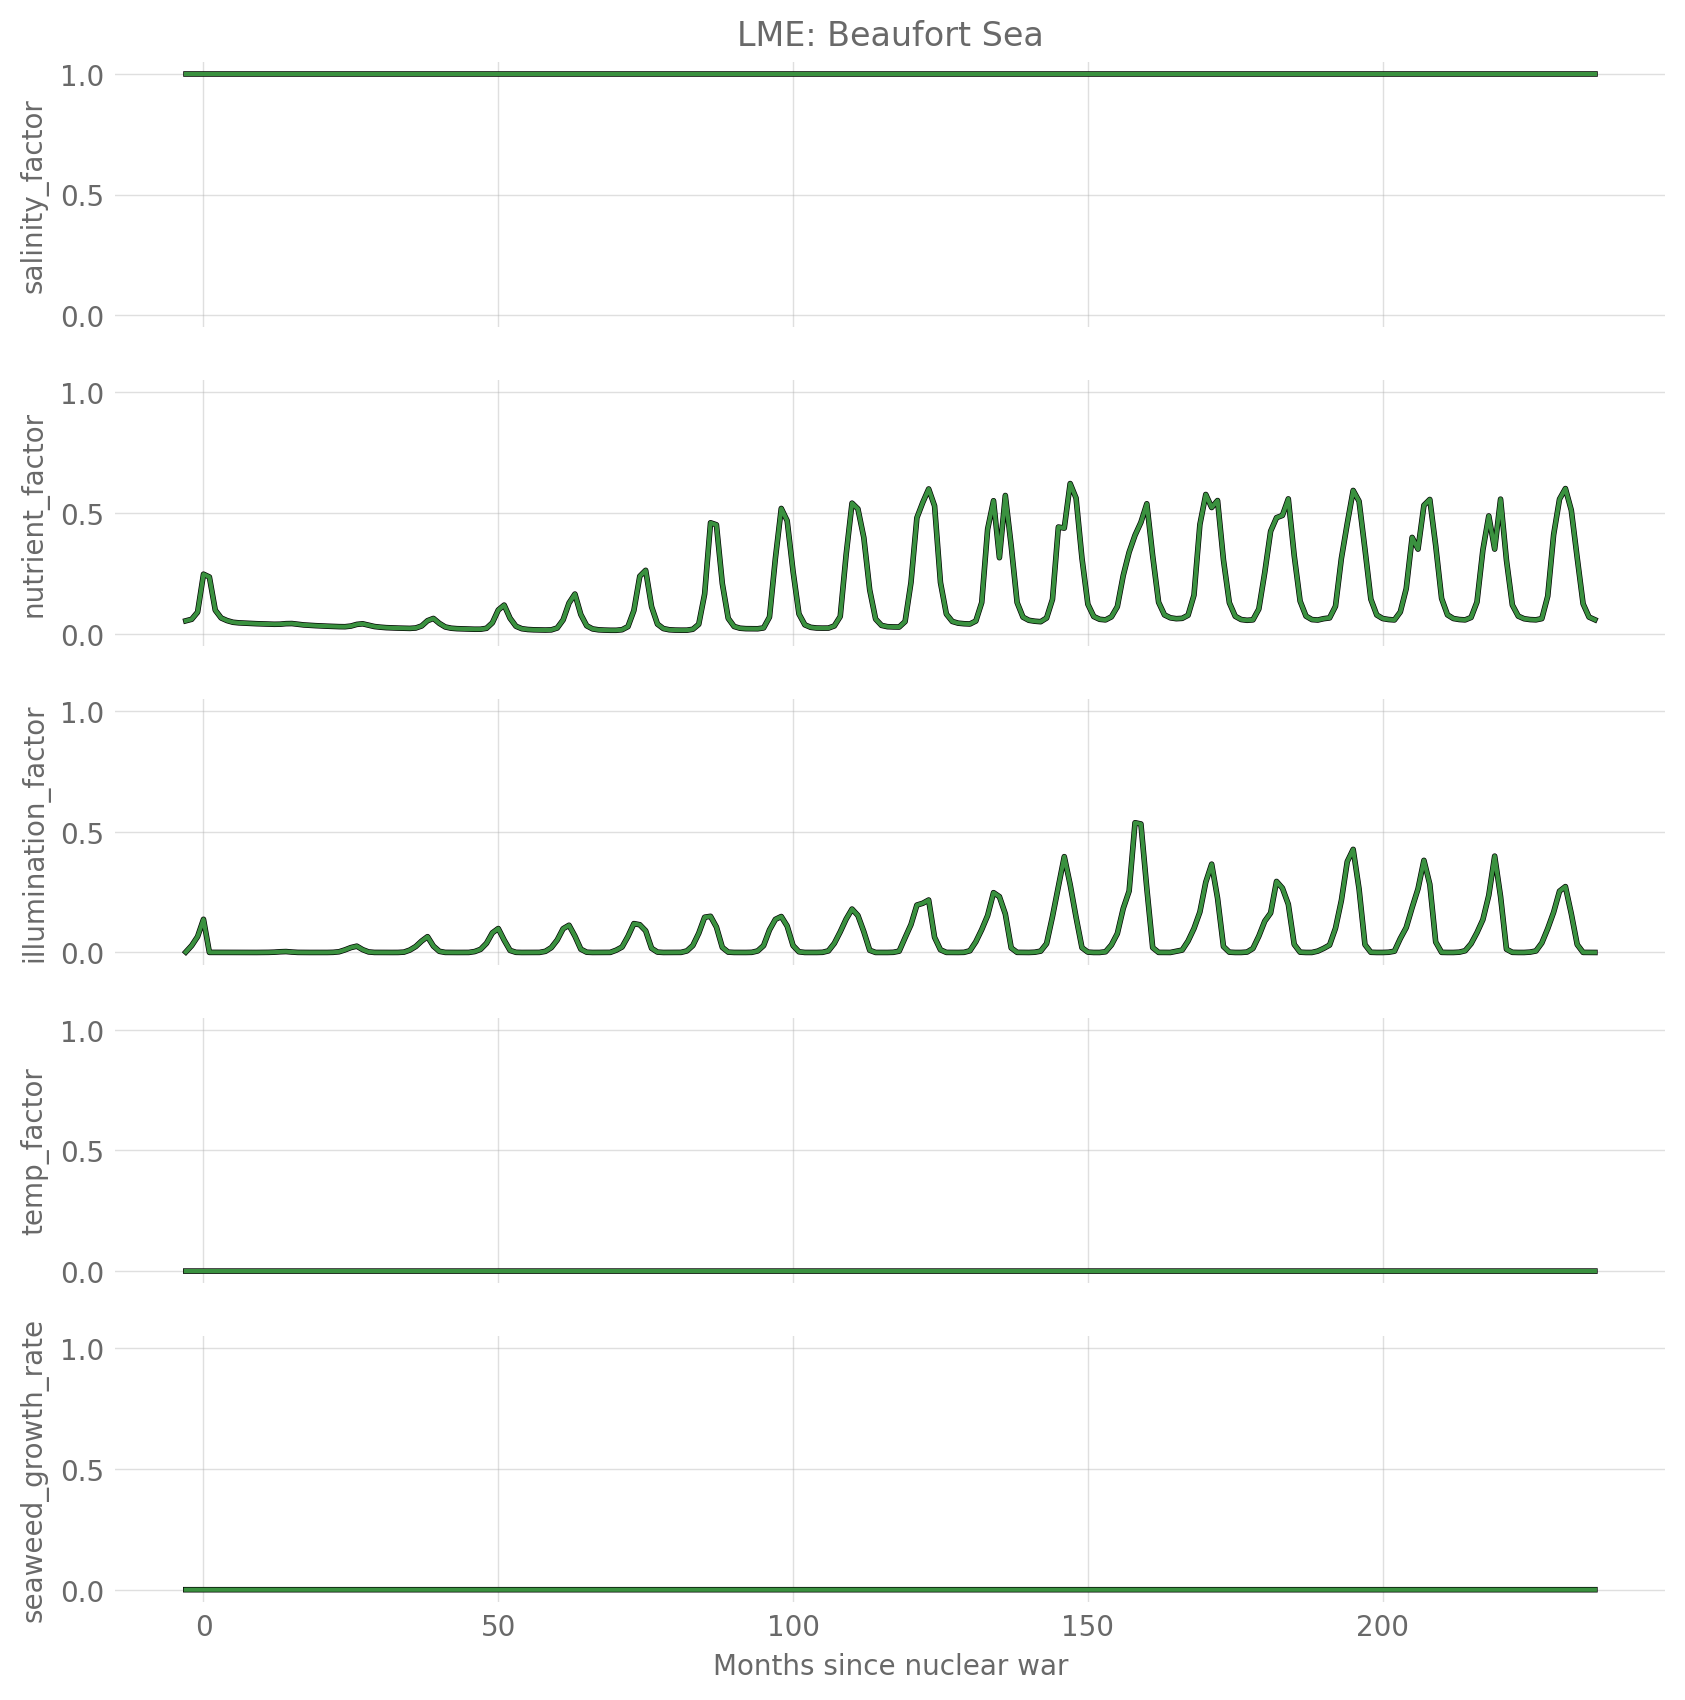 LME: Beaufort Sea
salinity_factor
1.0
0.5
0.0
nutrient_factor
1.0
0.5
0.0
illumination_factor
1.0
0.5
0.0
temp_factor
1.0
0.5
0.0
seaweed_growth_rate
1.0
0.5
0.0
0 50 100 150 200
Months since nuclear war